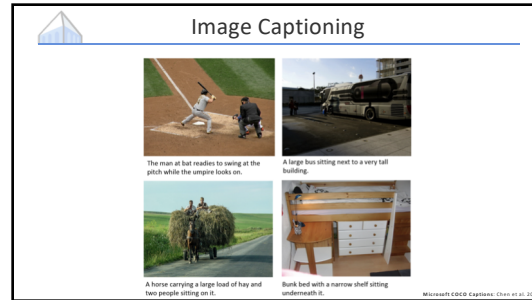 Image Captioning
The man at bat readies to swing at the
pitch while the umpire looks on.
A large bus sitting next to a very tall
building.
A horse carrying a large load of hay and
two people sitting on it.
Bunk bed with a narrow shelf sitting
underneath it.
Microsoft COCO Captions: Chen et al.